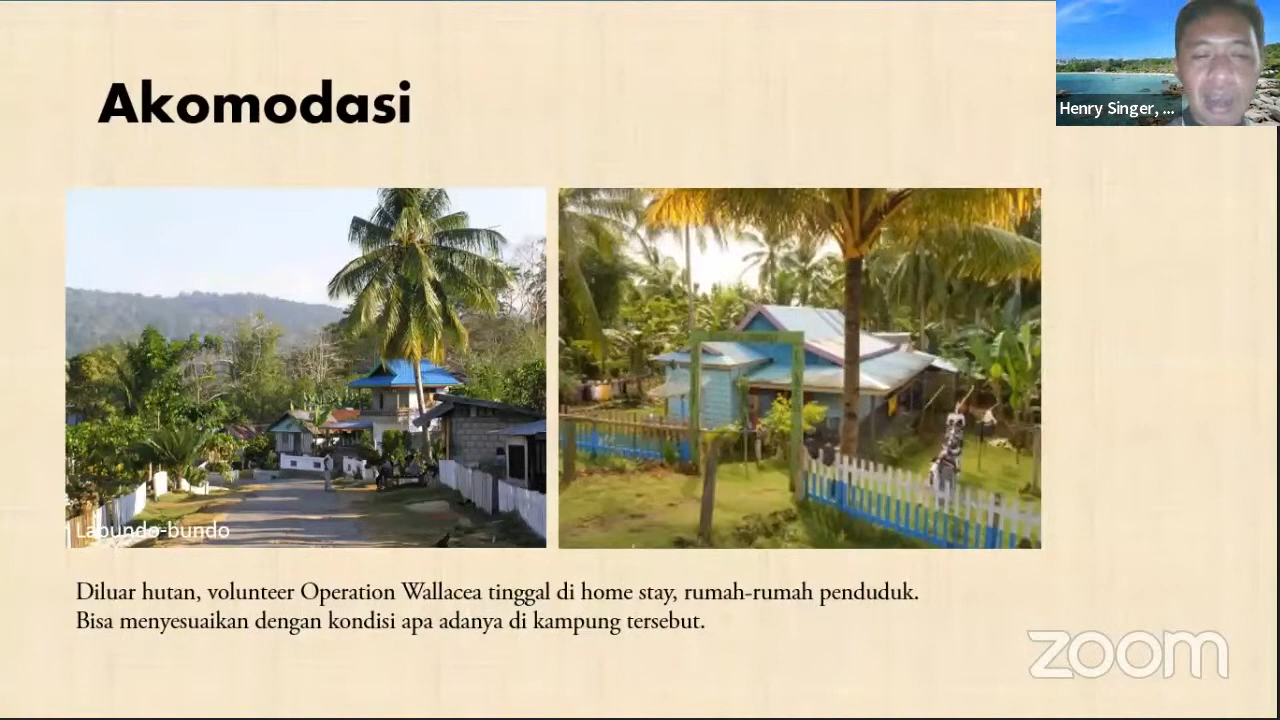 Akomodasi
Henry Singer, ...
Labundo-bundo
Diluar hutan, volunteer Operation Wallacea tinggal di home stay, rumah-rumah penduduk.
Bisa menyesuaikan dengan kondisi apa adanya di kampung tersebut.
zoom